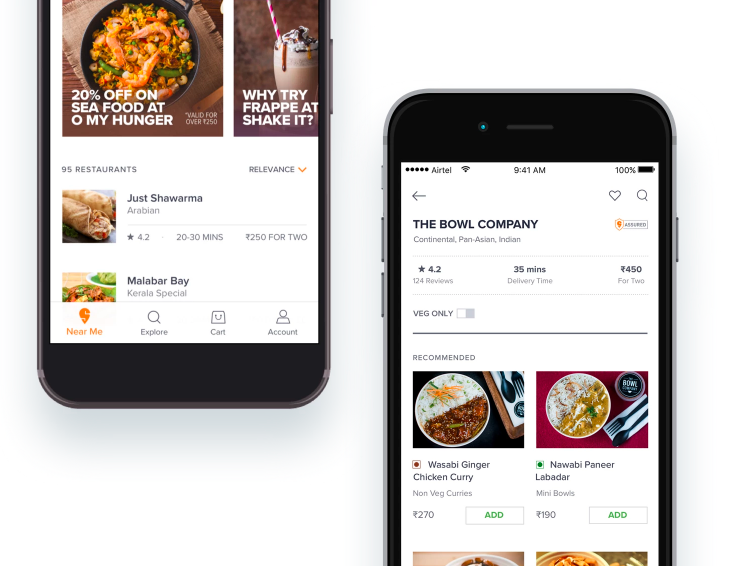 20% OFF ON
SEA FOOD AT
O MY HUNGER
*VALID FOR
OVER ₹250
WHY TRY
FRAPPE AT
SHAKE IT?
95 RESTAURANTS
RELEVANCE
Just Shawarma
Arabian
★ 4.2 · 20-30 MINS ₹250 FOR TWO
Malabar Bay
Kerala Special
Near Me Explore Cart Account
Airtel 9:41 AM 100%
THE BOWL COMPANY
ASSURED
Continental, Pan-Asian, Indian
★ 4.2 35 mins ₹450
124 Reviews Delivery Time For Two
VEG ONLY
RECOMMENDED
BOWL
COMPANY
Wasabi Ginger
Chicken Curry
Non Veg Curries
₹270 ADD
Nawabi Paneer
Labadar
Mini Bowls
₹190 ADD